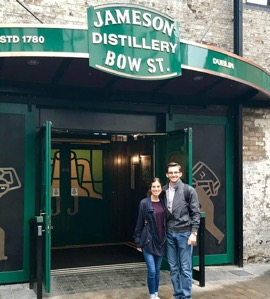 JAMESON
DISTILLERY
BOW ST.
STD 1780
DUBLIN